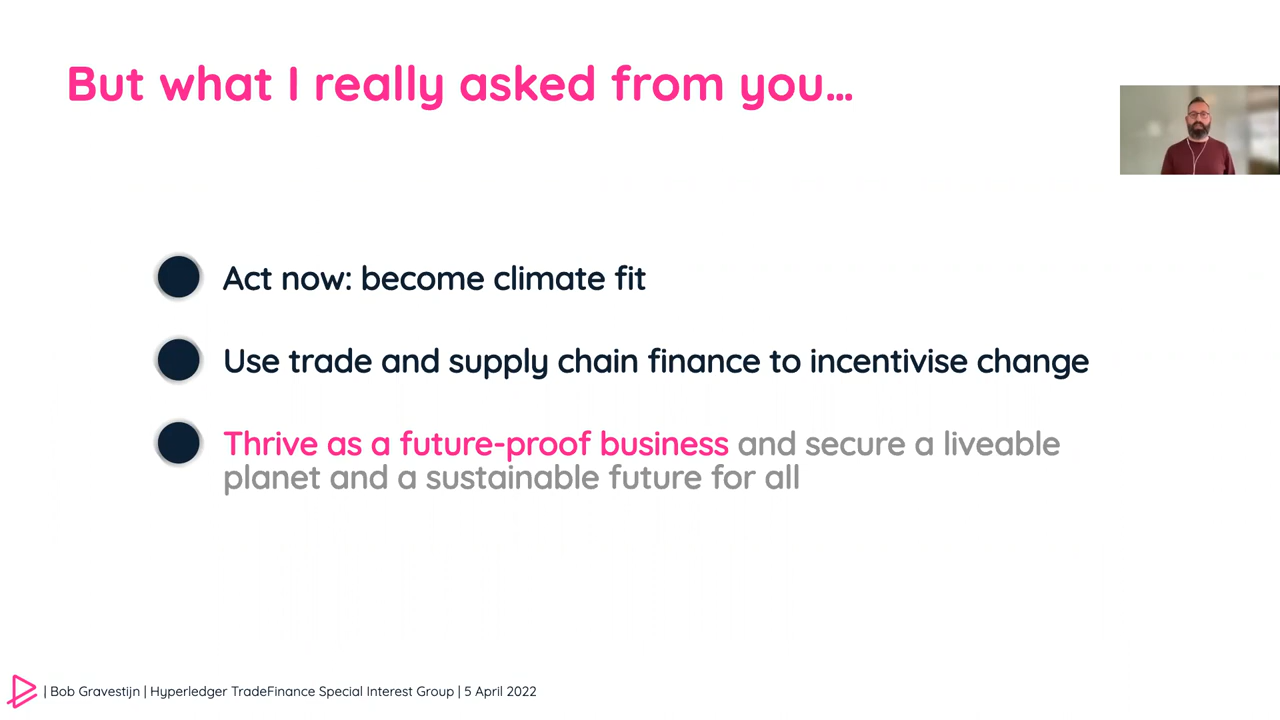 But what I really asked from you…
Act now: become climate fit
Use trade and supply chain finance to incentivise change
Thrive as a future-proof business and secure a liveable
planet and a sustainable future for all
| Bob Gravestijn | Hyperledger TradeFinance Special Interest Group | 5 April 2022